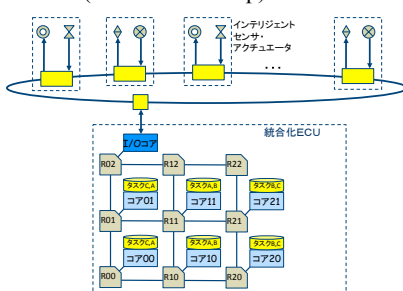 インテリジェント
センサ・
アクチュエータ
...
統合化ECU
I/Oコア
R02
R12
R22
タスクC,A
タスクA,B
タスクB,C
コア01
コア11
コア21
R01
R11
R21
タスクC,A
タスクA,B
タスクB,C
コア00
コア10
コア20
R00
R10
R20